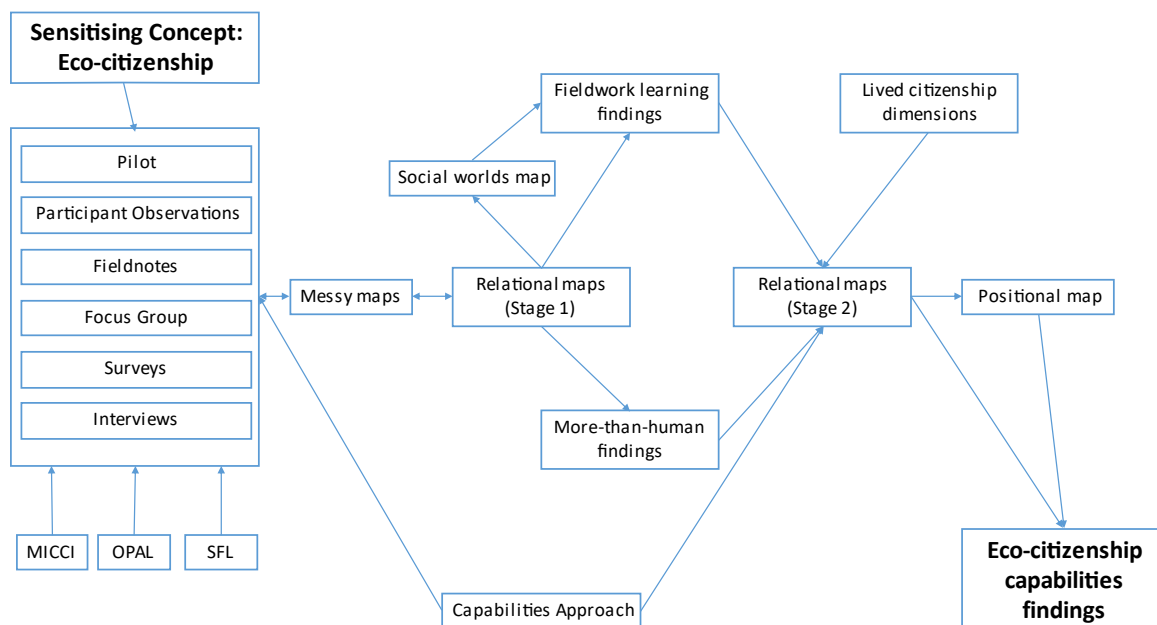 Sensitising Concept:
Eco-citizenship
Pilot
Participant Observations
Fieldnotes
Focus Group
Surveys
Interviews
MICCI
OPAL
SFL
Messy maps
Social worlds map
Relational maps
(Stage 1)
Fieldwork learning
findings
More-than-human
findings
Capabilities Approach
Lived citizenship
dimensions
Relational maps
(Stage 2)
Positional map
Eco-citizenship
capabilities
findings